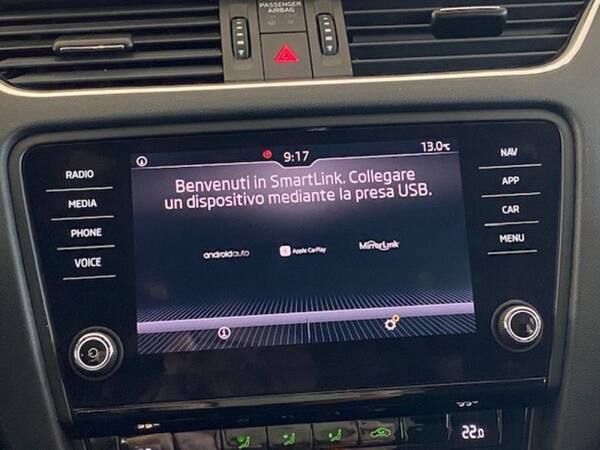 PASSENGER
AIRBAG
9:17
13.0°C
RADIO
MEDIA
PHONE
VOICE
Benvenuti in SmartLink. Collegare
un dispositivo mediante la presa USB.
androidauto
Apple CarPlay
MirrorLink
NAV
APP
CAR
MENU
22.0